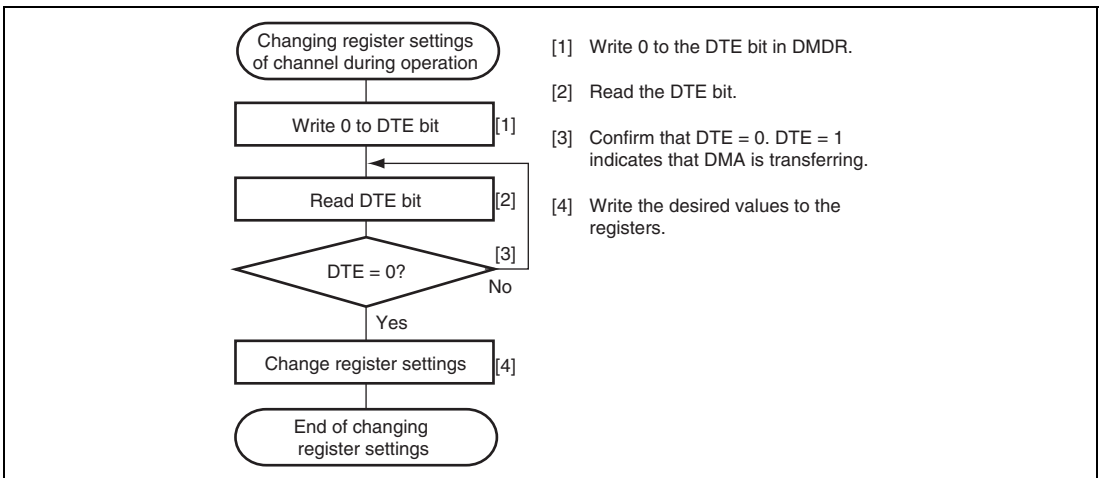 Changing register settings
of channel during operation
Write 0 to DTE bit
[1]
Read DTE bit
[2]
[3]
DTE = 0?
No
Yes
Change register settings
[4]
End of changing
register settings
[1] Write 0 to the DTE bit in DMDR.
[2] Read the DTE bit.
[3] Confirm that DTE = 0. DTE = 1
indicates that DMA is transferring.
[4] Write the desired values to the
registers.